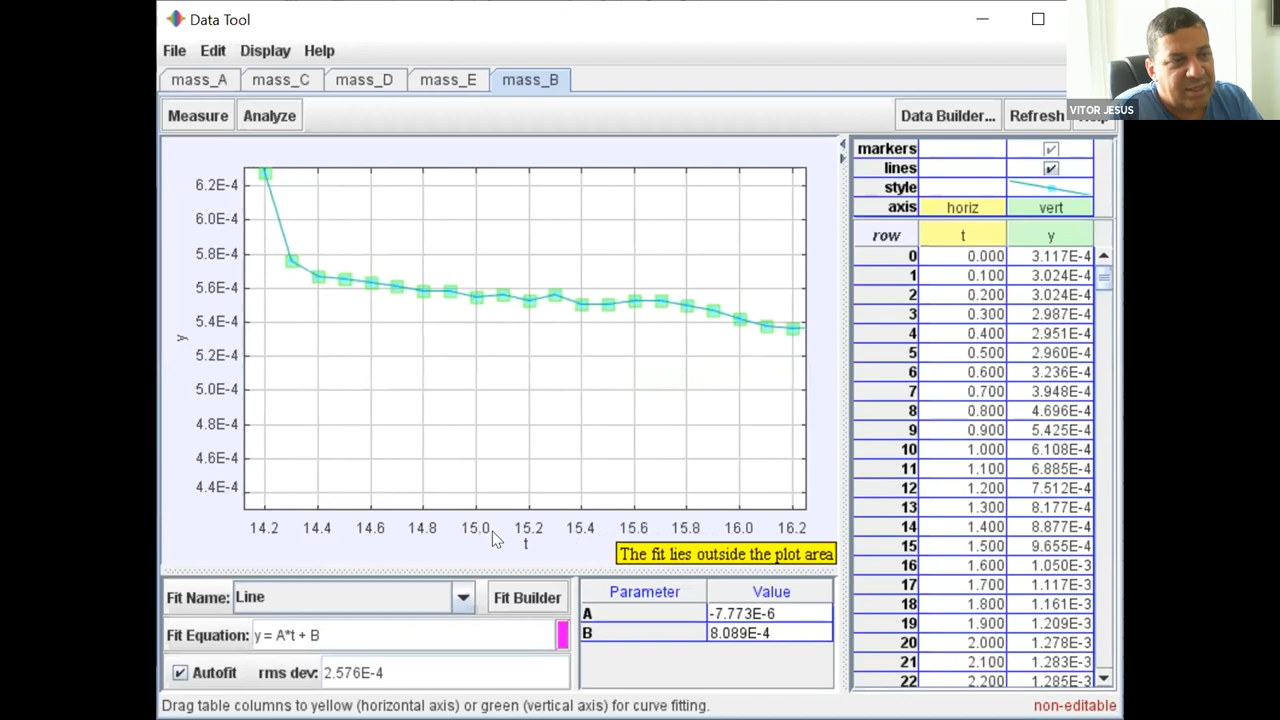 Data Tool
File Edit Display Help
mass_A mass_C mass_D mass_E mass_B
VITOR JESUS
Measure Analyze Data Builder... Refresh Help
markers
lines
style
axis horiz vert
row t y
0 0.000 3.117E-4
1 0.100 3.024E-4
2 0.200 3.024E-4
3 0.300 2.987E-4
4 0.400 2.951E-4
5 0.500 2.960E-4
6 0.600 3.236E-4
7 0.700 3.948E-4
8 0.800 4.696E-4
9 0.900 5.425E-4
10 1.000 6.108E-4
11 1.100 6.885E-4
12 1.200 7.512E-4
13 1.300 8.177E-4
14 1.400 8.877E-4
15 1.500 9.655E-4
16 1.600 1.050E-3
17 1.700 1.117E-3
18 1.800 1.161E-3
19 1.900 1.209E-3
20 2.000 1.278E-3
21 2.100 1.283E-3
22 2.200 1.285E-3
6.2E-4
6.0E-4
5.8E-4
5.6E-4
5.4E-4
5.2E-4
5.0E-4
4.8E-4
4.6E-4
4.4E-4
y
14.2 14.4 14.6 14.8 15.0 15.2 15.4 15.6 15.8 16.0 16.2
t
The fit lies outside the plot area
Fit Name: Line Fit Builder
Fit Equation: y = A*t + B
Autofit rms dev: 2.576E-4
Parameter Value
A -7.773E-6
B 8.089E-4
Drag table columns to yellow (horizontal axis) or green (vertical axis) for curve fitting. non-editable